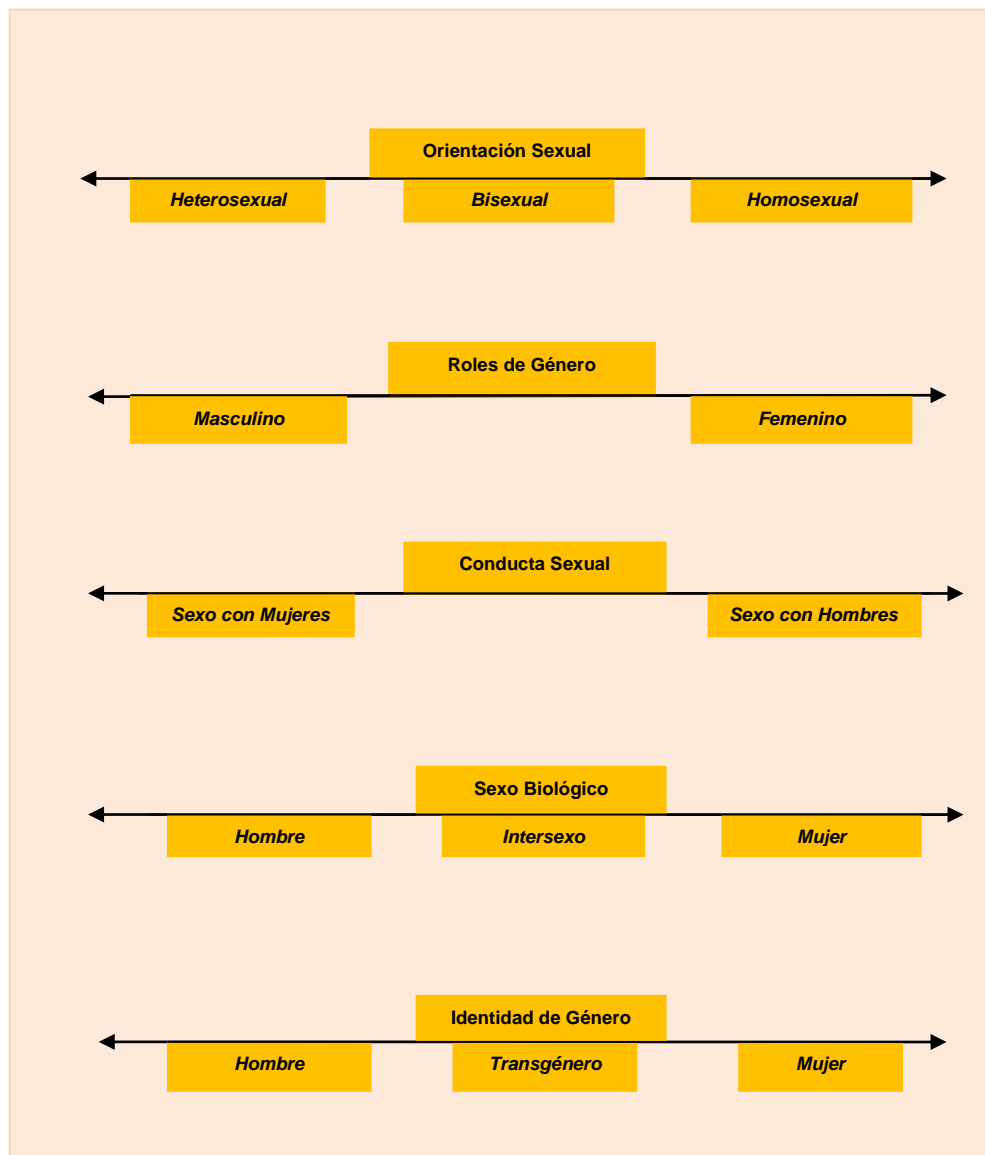 Orientación Sexual
Heterosexual Bisexual Homosexual
Roles de Género
Masculino Femenino
Conducta Sexual
Sexo con Mujeres Sexo con Hombres
Sexo Biológico
Hombre Intersexo Mujer
Identidad de Género
Hombre Transgénero Mujer